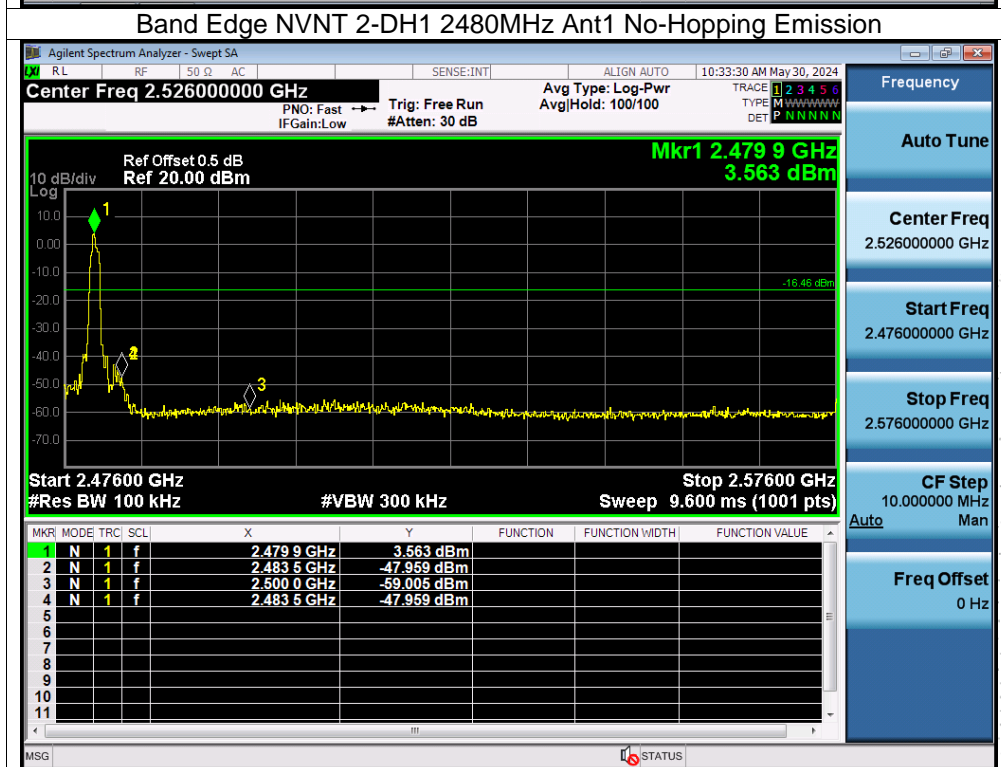 Band Edge NVNT 2-DH1 2480MHz Ant1 No-Hopping Emission
Agilent Spectrum Analyzer - Swept SA
LXI RL RF 50 Ω AC SENSE:INT ALIGN AUTO 10:33:30 AM May 30, 2024
Center Freq 2.526000000 GHz
PNO: Fast
IFGain:Low
Trig: Free Run
#Atten: 30 dB
Avg Type: Log-Pwr
Avg|Hold: 100/100
TRACE 1 2 3 4 5 6
TYPE M WWWWW
DET P N N N N N
Mkr1 2.479 9 GHz
3.563 dBm
Ref Offset 0.5 dB
10 dB/div Ref 20.00 dBm
Log
10.0
0.00
-10.0
-20.0
-30.0
-40.0
-50.0
-60.0
-70.0
1
2
3
-16.46 dBm
Start 2.47600 GHz Stop 2.57600 GHz
#Res BW 100 kHz #VBW 300 kHz Sweep 9.600 ms (1001 pts)
MKR MODE TRC SCL X Y FUNCTION FUNCTION WIDTH FUNCTION VALUE
1 N 1 f 2.479 9 GHz 3.563 dBm
2 N 1 f 2.483 5 GHz -47.959 dBm
3 N 1 f 2.500 0 GHz -59.005 dBm
4 N 1 f 2.483 5 GHz -47.959 dBm
5
6
7
8
9
10
11
MSG STATUS
Frequency
Auto Tune
Center Freq
2.526000000 GHz
Start Freq
2.476000000 GHz
Stop Freq
2.576000000 GHz
CF Step
10.000000 MHz
Auto Man
Freq Offset
0 Hz